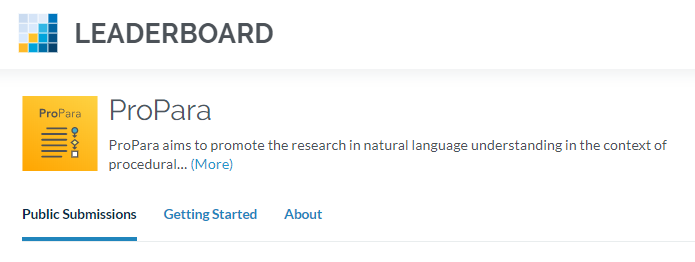 LEADERBOARD
ProPara
ProPara
ProPara aims to promote the research in natural language understanding in the context of
procedural... (More)
Public Submissions Getting Started About